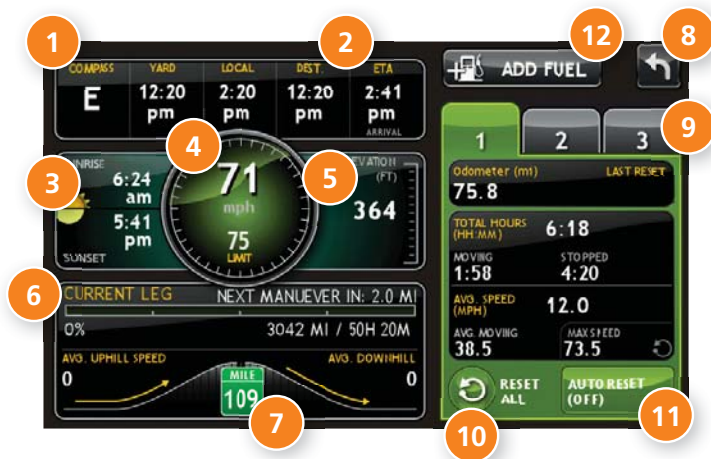 1 2 12 8
COMPASS YARD LOCAL DEST. ETA
E 12:20 pm 2:20 pm 12:20 pm 2:41 pm
ARRIVAL
ADD FUEL
3 4 5
6:24 am
5:41 pm
SUNSET
71
mph
75
LIMIT
(FT)
364
6
CURRENT LEG NEXT MANUEVER IN: 2.0 MI
0% 3042 MI / 50H 20M
AVG. UPHILL SPEED AVG. DOWNHILL
0 0
MILE
109
7
9
1 2 3
Odometer (mi) LAST RESET
75.8
TOTAL HOURS (HH:MM) 6:18
MOVING STOPPED
1:58 4:20
AVG. SPEED (MPH) 12.0
AVG. MOVING MAX SPEED
38.5 73.5
RESET ALL
AUTO RESET (OFF)
10 11